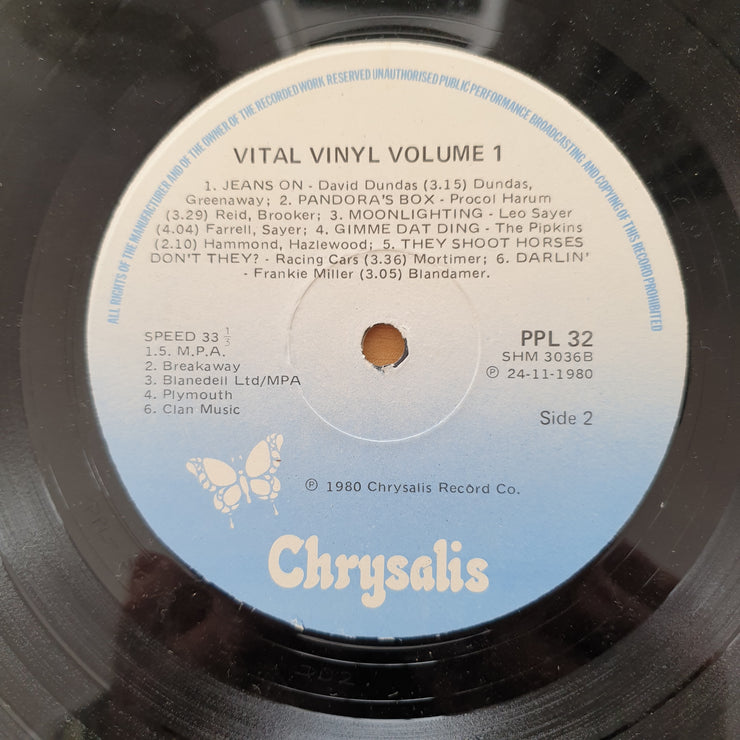 ALL RIGHTS OF THE MANUFACTURER AND OF THE OWNER OF THE RECORDED WORK RESERVED UNAUTHORISED PUBLIC PERFORMANCE BROADCASTING AND COPYING OF THIS RECORD PROHIBITED
VITAL VINYL VOLUME 1
1. JEANS ON - David Dundas (3.15) Dundas,
Greenaway; 2. PANDORA'S BOX - Procol Harum
(3.29) Reid, Brooker; 3. MOONLIGHTING - Leo Sayer
(4.04) Farrell, Sayer; 4. GIMME DAT DING - The Pipkins
(2.10) Hammond, Hazlewood; 5. THEY SHOOT HORSES
DON'T THEY? - Racing Cars (3.36) Mortimer; 6. DARLIN'
- Frankie Miller (3.05) Blandamer.
SPEED 33 1/3
1.5. M.P.A.
2. Breakaway
3. Blanedell Ltd/MPA
4. Plymouth
6. Clan Music
PPL 32
SHM 3036B
℗ 24-11-1980
Side 2
℗ 1980 Chrysalis Record Co.
Chrysalis